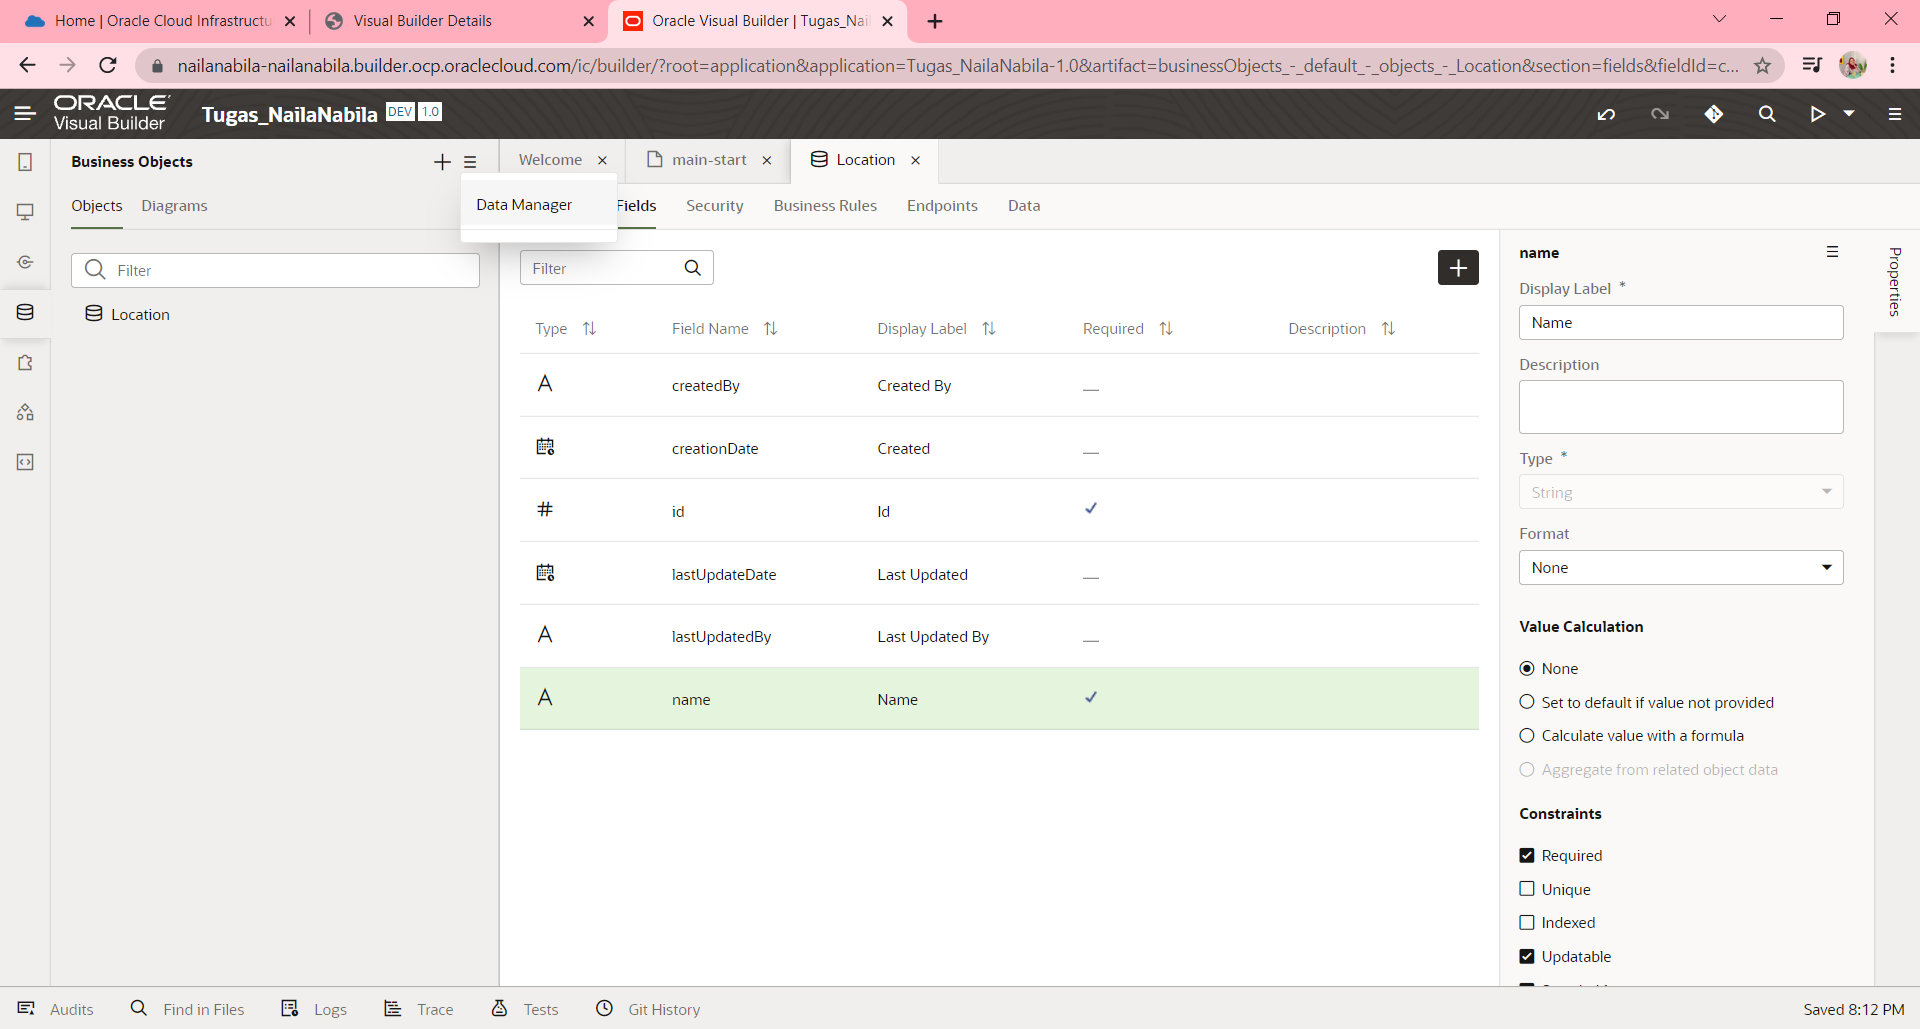 Home | Oracle Cloud Infrastructu
Visual Builder Details
Oracle Visual Builder | Tugas_Nail
nailanabila-nailanabila.builder.ocp.oraclecloud.com/ic/builder/?root=application&application=Tugas_NailaNabila-1.0&artifact=businessObjects_-_default_-_objects_-_Location&section=fields&fieldId=c...
ORACLE
Visual Builder
Tugas_NailaNabila DEV 1.0
Business Objects
Welcome
main-start
Location
Objects
Diagrams
Data Manager
Fields
Security
Business Rules
Endpoints
Data
Filter
Location
Filter
Type
Field Name
Display Label
Required
Description
createdBy
Created By
creationDate
Created
id
Id
lastUpdateDate
Last Updated
lastUpdatedBy
Last Updated By
name
Name
name
Display Label *
Name
Description
Type *
String
Format
None
Value Calculation
None
Set to default if value not provided
Calculate value with a formula
Aggregate from related object data
Constraints
Required
Unique
Indexed
Updatable
Properties
Audits
Find in Files
Logs
Trace
Tests
Git History
Saved 8:12 PM